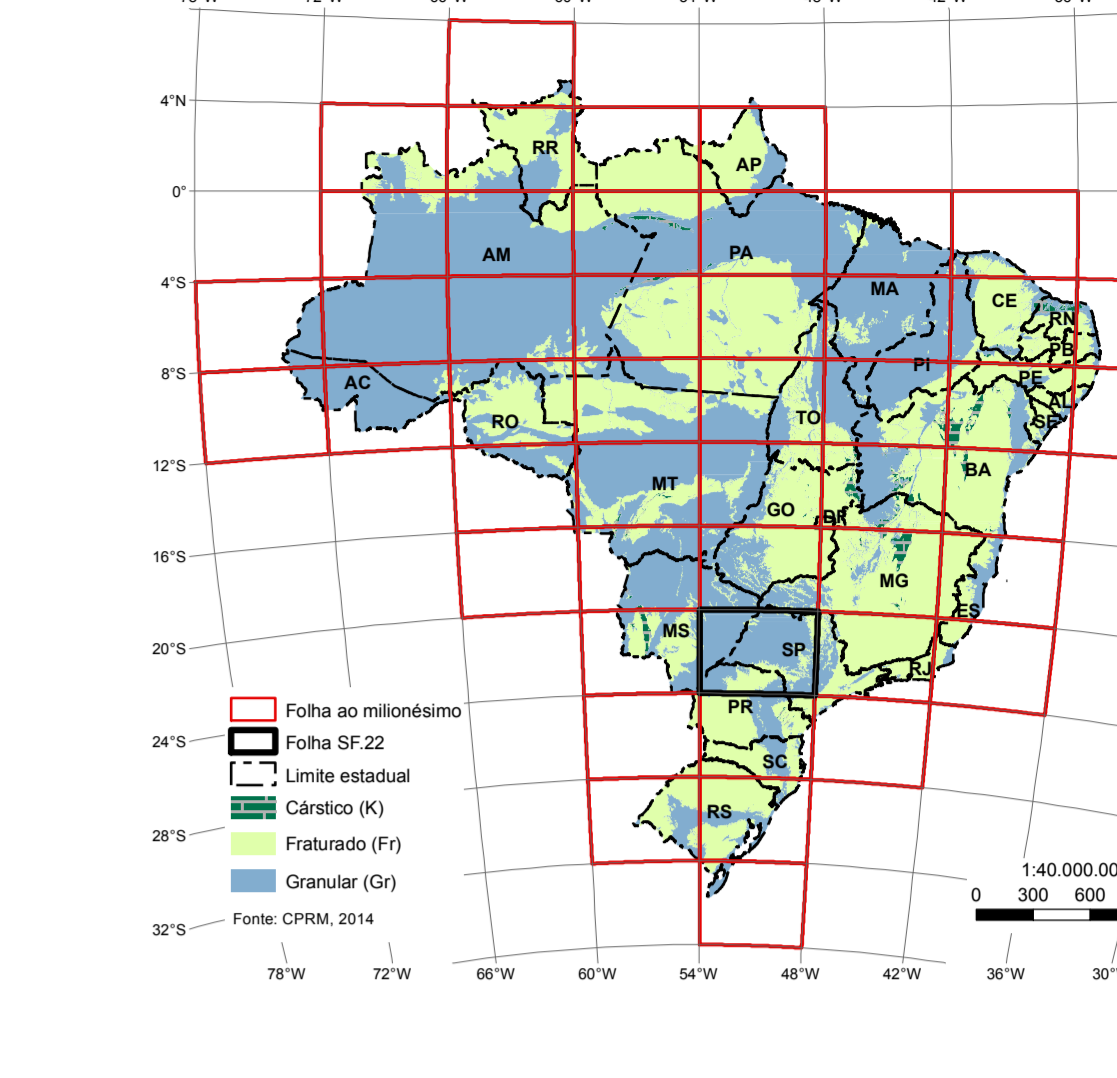 4°N
0°
4°S
8°S
12°S
16°S
20°S
24°S
28°S
32°S
RR
AP
AM
PA
MA
CE
RN
PB
PI
PE
AC
AL
SE
TO
RO
BA
MT
GO
DF
MG
ES
MS
SP
RJ
PR
SC
RS
Folha ao milionésimo
Folha SF.22
Limite estadual
Cárstico (K)
Fraturado (Fr)
Granular (Gr)
Fonte: CPRM, 2014
1:40.000.00
0 300 600
78°W 72°W 66°W 60°W 54°W 48°W 42°W 36°W 30°